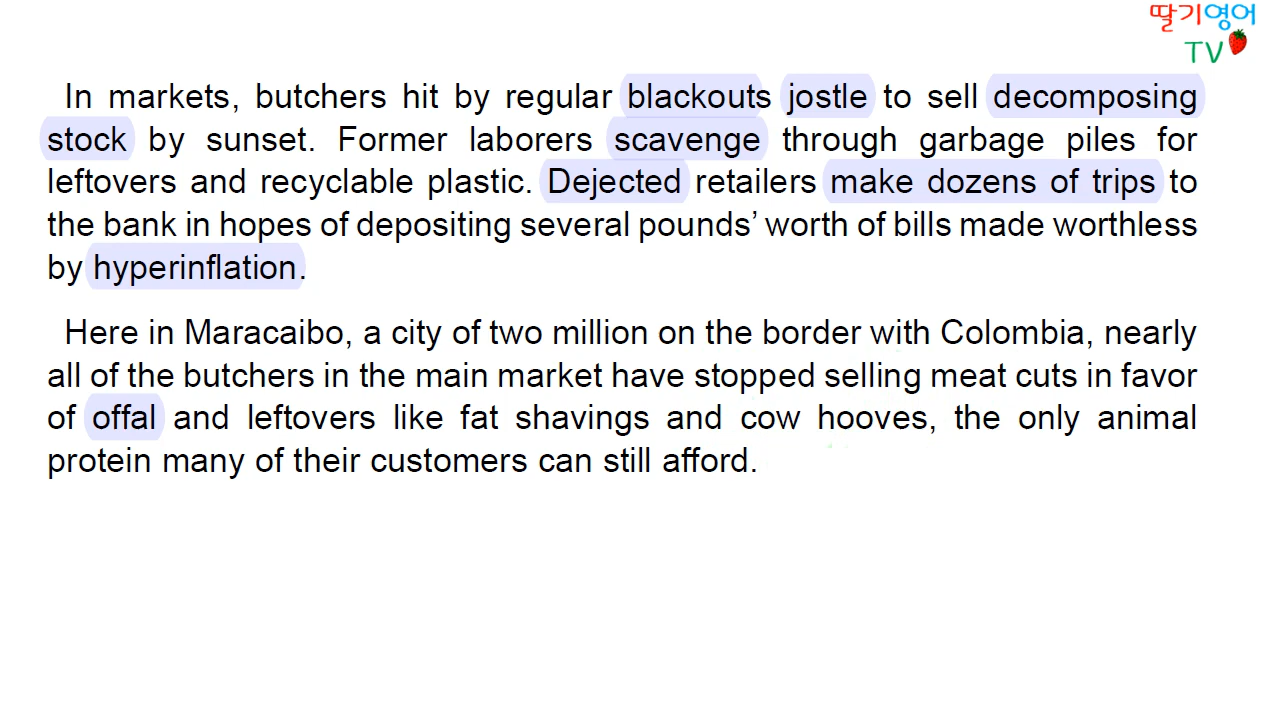 딸기영어
TV
In markets, butchers hit by regular blackouts jostle to sell decomposing
stock by sunset. Former laborers scavenge through garbage piles for
leftovers and recyclable plastic. Dejected retailers make dozens of trips to
the bank in hopes of depositing several pounds’ worth of bills made worthless
by hyperinflation.
Here in Maracaibo, a city of two million on the border with Colombia, nearly
all of the butchers in the main market have stopped selling meat cuts in favor
of offal and leftovers like fat shavings and cow hooves, the only animal
protein many of their customers can still afford.